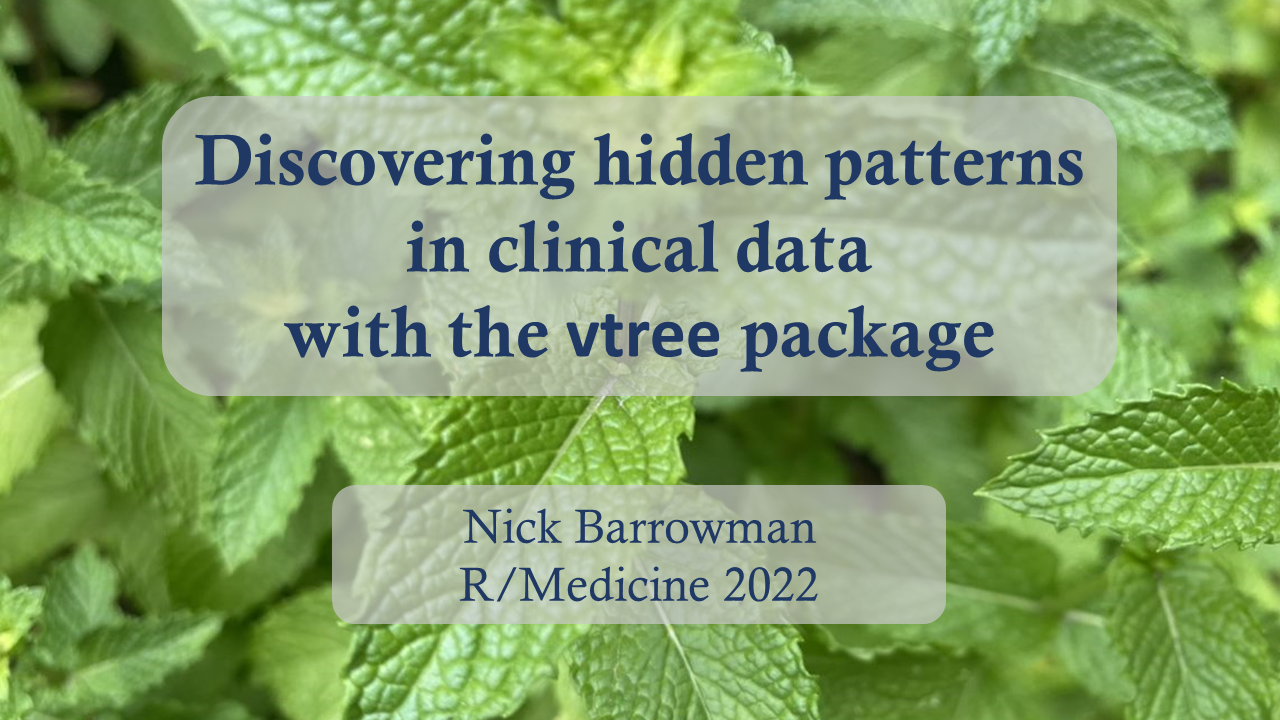 Discovering hidden patterns
in clinical data
with the vtree package
Nick Barrowman
R/Medicine 2022